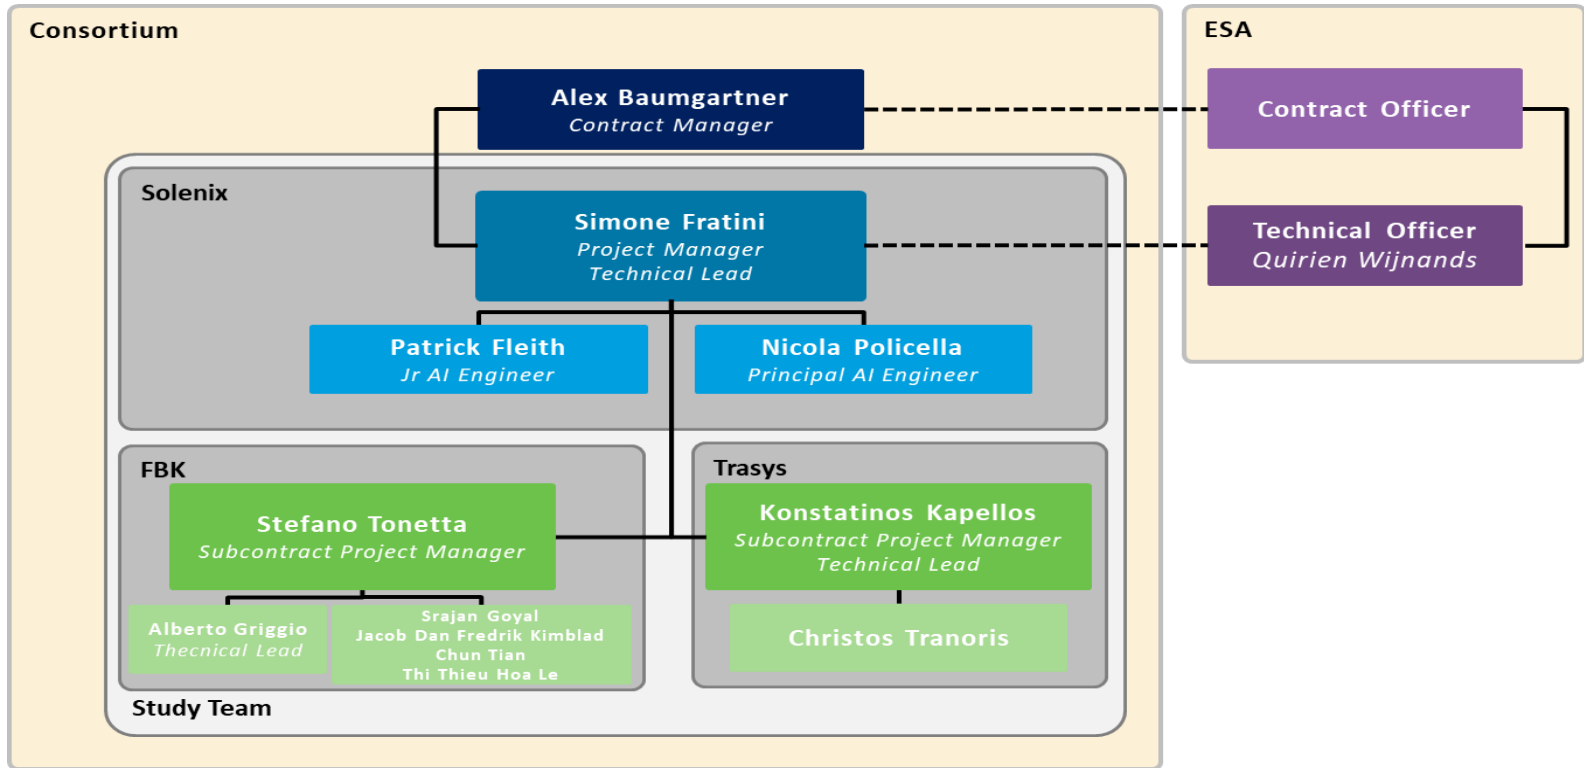 Consortium
ESA
Alex Baumgartner
Contract Manager
Contract Officer
Solenix
Simone Fratini
Project Manager
Technical Lead
Technical Officer
Quirien Wijnands
Patrick Fleith
Jr AI Engineer
Nicola Policella
Principal AI Engineer
FBK
Stefano Tonetta
Subcontract Project Manager
Alberto Griggio
Thecnical Lead
Srajan Goyal
Jacob Dan Fredrik Kimblad
Chun Tian
Thi Thieu Hoa Le
Trasys
Konstatinos Kapellos
Subcontract Project Manager
Technical Lead
Christos Tranoris
Study Team